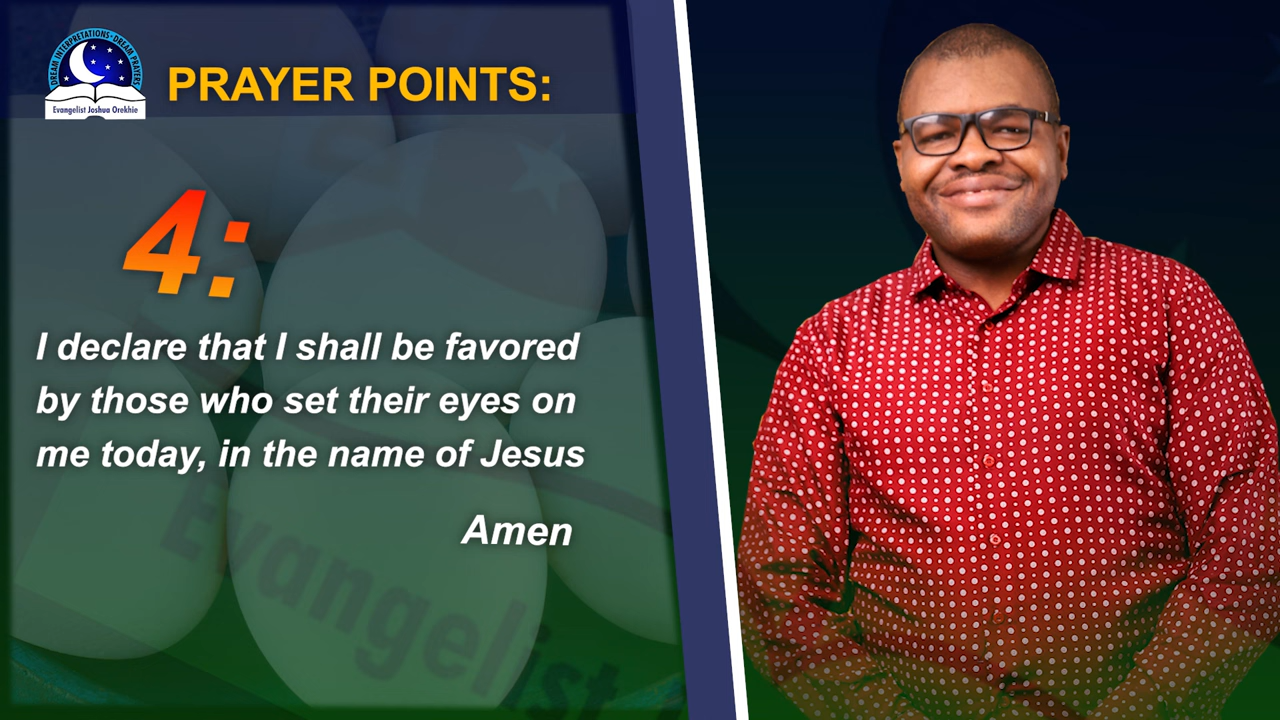 DREAM INTERPRETATIONS- DREAM PRAYERS
Evangelist Joshua Orekhie
PRAYER POINTS:
4:
I declare that I shall be favored
by those who set their eyes on
me today, in the name of Jesus
Amen
Evangelist